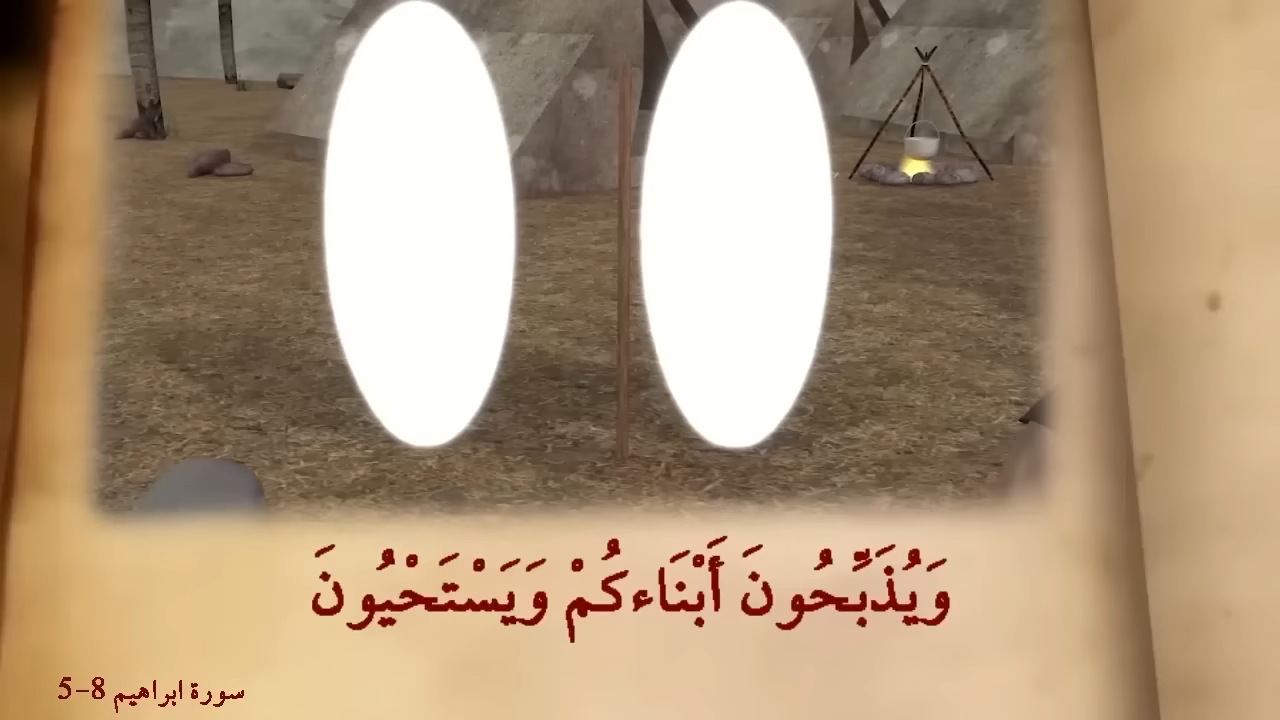 وَيُذَبِّحُونَ أَبْنَاءكُمْ وَيَسْتَحْيُونَ
سورة ابراهيم 8-5